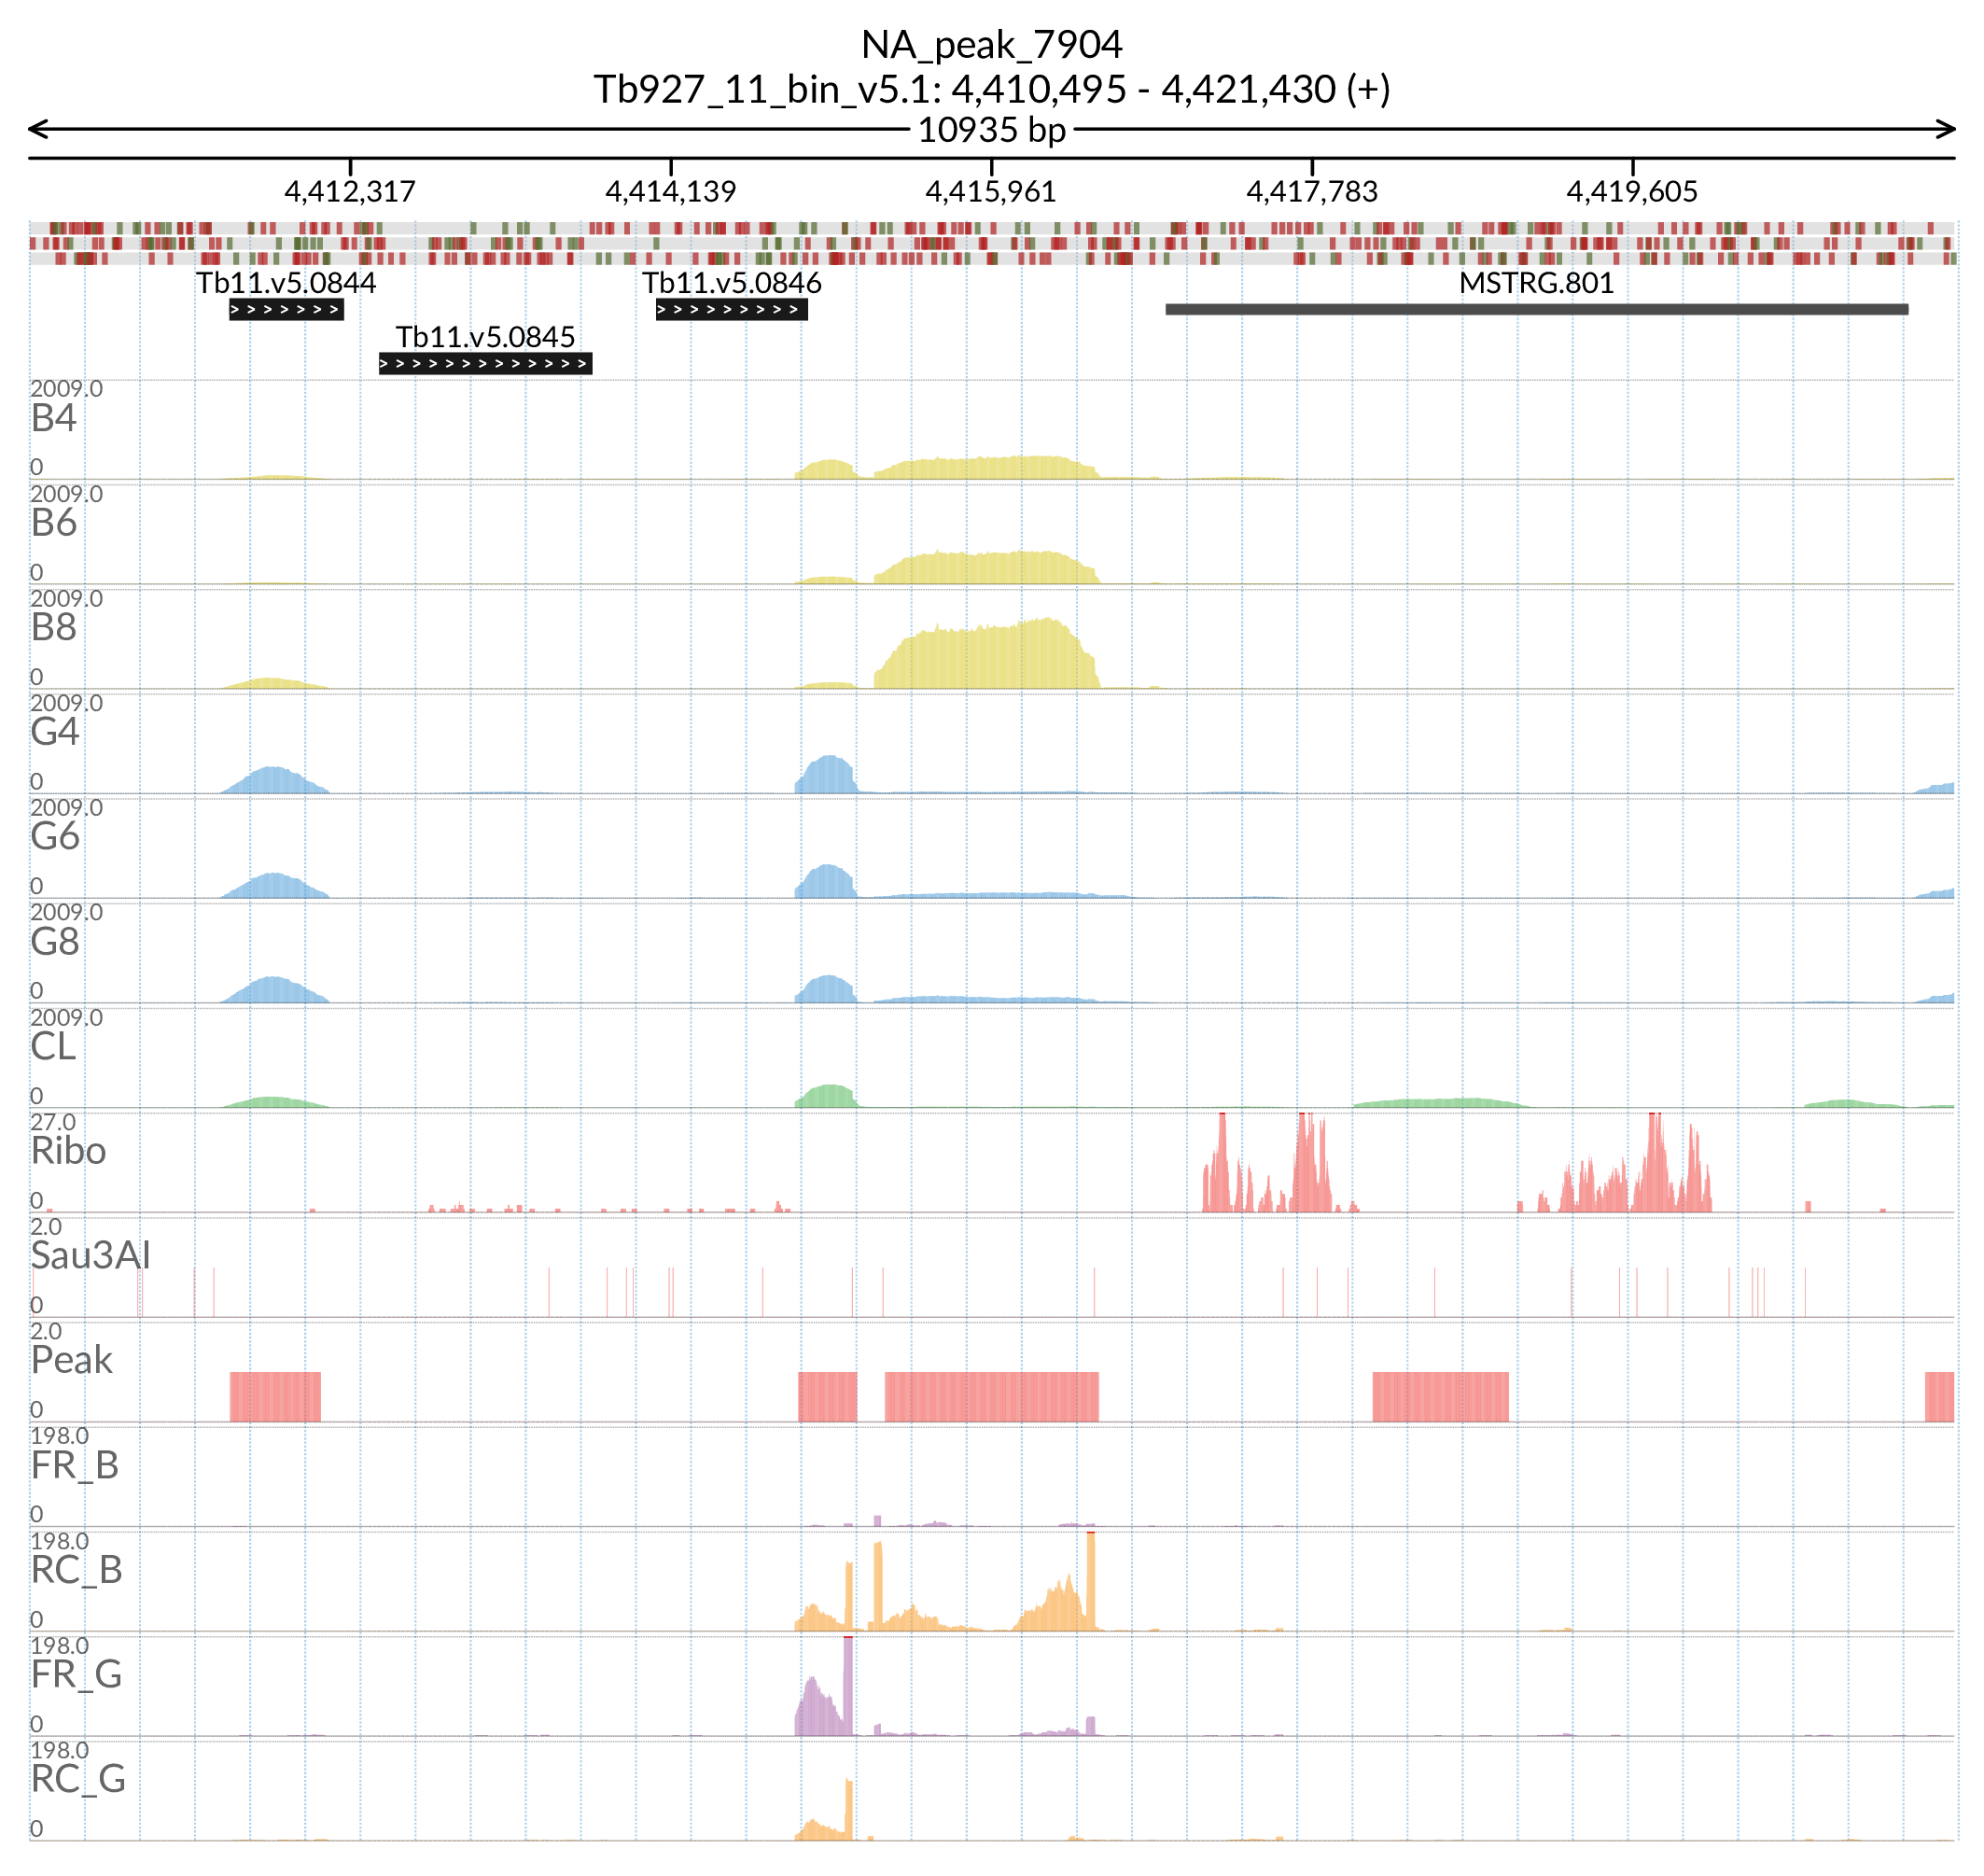 NA_peak_7904
Tb927_11_bin_v5.1: 4,410,495 - 4,421,430 (+)
10935 bp
4,412,317 4,414,139 4,415,961 4,417,783 4,419,605
Tb11.v5.0844 Tb11.v5.0846 MSTRG.801
Tb11.v5.0845
2009.0
B4
0
2009.0
B6
0
2009.0
B8
0
2009.0
G4
0
2009.0
G6
0
2009.0
G8
0
2009.0
CL
0
27.0
Ribo
0
2.0
Sau3AI
0
2.0
Peak
0
198.0
FR_B
0
198.0
RC_B
0
198.0
FR_G
0
198.0
RC_G
0